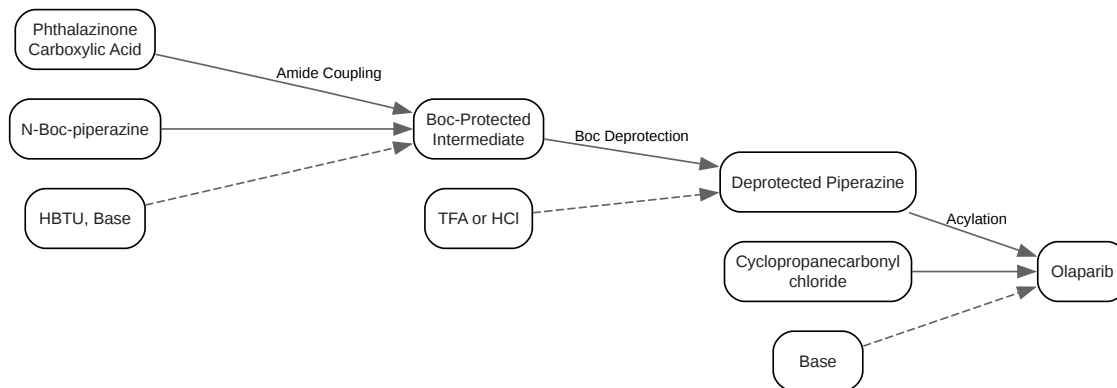 Phthalazinone
Carboxylic Acid
Amide Coupling
N-Boc-piperazine
Boc-Protected
Intermediate
Boc Deprotection
HBTU, Base
TFA or HCl
Deprotected Piperazine
Acylation
Cyclopropanecarbonyl
chloride
Olaparib
Base